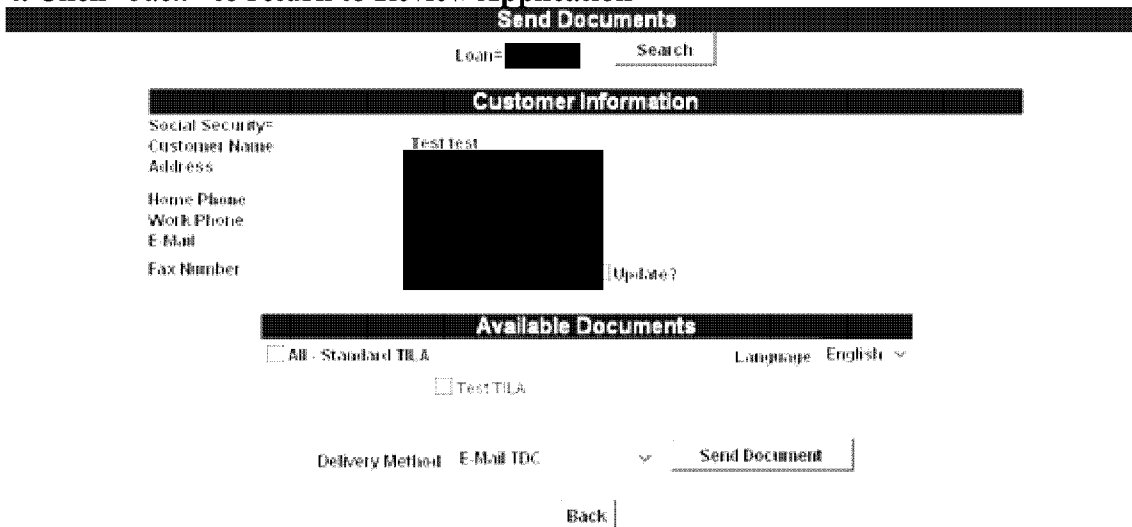 Send Documents
Loan= Search
Customer Information
Social Security=
Customer Name Test test
Address
Home Phone
Work Phone
E-Mail
Fax Number Update?
Available Documents
All - Standard TILA Language English
Test TILA
Delivery Method E-Mail TDC Send Document
Back